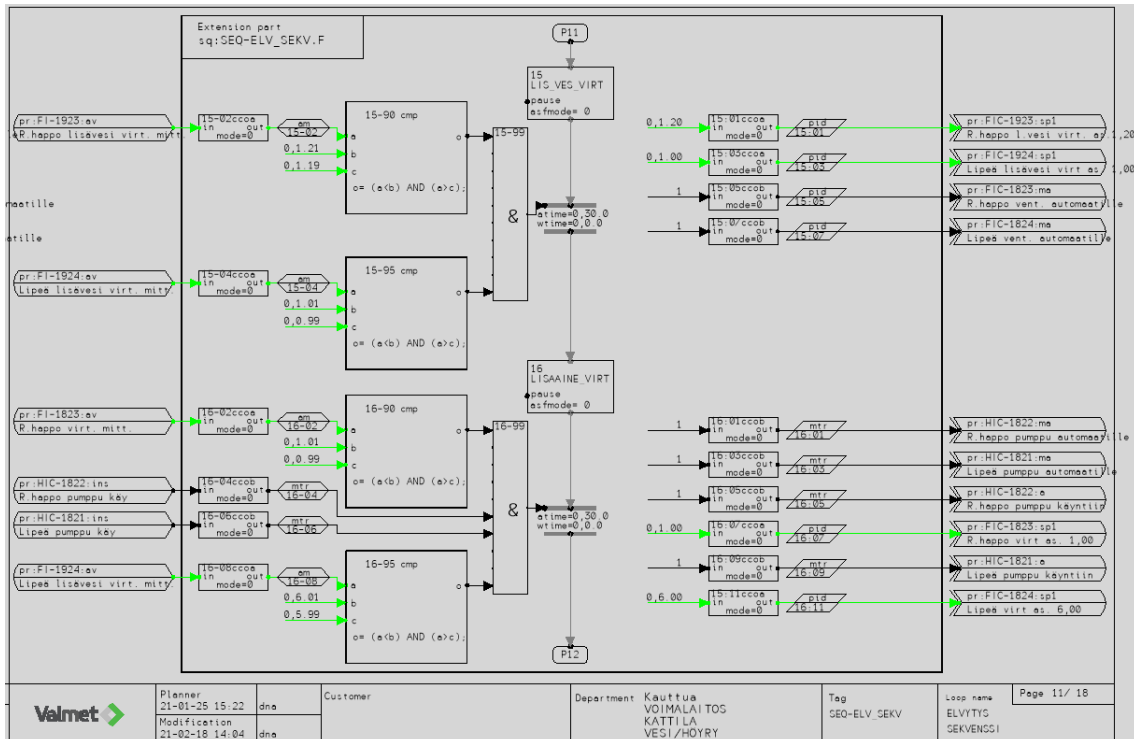 Extension part
sq:SEQ-ELV_SEKV.F
P11
15
LIS_VES_VIRT
pause
asfmode= 0
pr:FI-1923:av
R.happo lisävesi virt. mitt.
15-02ccoa
in out
mode=0
am
15-02
0,1.21
0,1.19
15-90 cmp
a
b
c
o
o= (a<b) AND (a>c);
15-99
&
atime=0,30.0
wtime=0,0.0
maatille
atille
pr:FI-1924:av
Lipeä lisävesi virt. mitt.
15-04ccoa
in out
mode=0
am
15-04
0,1.01
0,0.99
15-95 cmp
a
b
c
o
o= (a<b) AND (a>c);
0,1.20
15:01ccoa
in out
mode=0
pid
15:01
pr:FIC-1923:sp1
R.happo l.vesi virt. as.1,20
0,1.00
15:03ccoa
in out
mode=0
pid
15:03
pr:FIC-1924:sp1
Lipeä lisävesi virt as. 1,00
1
15:05ccob
in out
mode=0
pid
15:05
pr:FIC-1823:ma
R.happo vent. automaatille
1
15:07ccob
in out
mode=0
pid
15:07
pr:FIC-1824:ma
Lipeä vent. automaatille
16
LISAAINE_VIRT
pause
asfmode= 0
pr:FI-1823:av
R.happo virt. mitt.
16-02ccoa
in out
mode=0
am
16-02
0,1.01
0,0.99
16-90 cmp
a
b
c
o
o= (a<b) AND (a>c);
16-99
&
atime=0,30.0
wtime=0,0.0
pr:HIC-1822:ins
R.happo pumppu käy
16-04ccob
in out
mode=0
mtr
16-04
pr:HIC-1821:ins
Lipeä pumppu käy
16-06ccob
in out
mode=0
mtr
16-06
pr:FI-1924:av
Lipeä lisävesi virt. mitt.
16-08ccoa
in out
mode=0
am
16-08
0,6.01
0,5.99
16-95 cmp
a
b
c
o
o= (a<b) AND (a>c);
1
16:01ccob
in out
mode=0
mtr
16:01
pr:HIC-1822:ma
R.happo pumppu automaatille
1
16:03ccob
in out
mode=0
mtr
16:03
pr:HIC-1821:ma
Lipeä pumppu automaatille
1
16:05ccob
in out
mode=0
mtr
16:05
pr:HIC-1822:a
R.happo pumppu käyntiin
0,1.00
16:07ccoa
in out
mode=0
pid
16:07
pr:FIC-1823:sp1
R.happo virt as. 1,00
1
16:09ccob
in out
mode=0
mtr
16:09
pr:HIC-1821:a
Lipeä pumppu käyntiin
0,6.00
15:11ccoa
in out
mode=0
pid
16:11
pr:FIC-1824:sp1
Lipeä virt as. 6,00
P12
Valmet
Planner
21-01-25 15:22 dna
Modification
21-02-18 14:04 dna
Customer
Department Kauttua
VOIMALAITOS
KATTILA
VESI/HÖYRY
Tag
SEQ-ELV_SEKV
Loop name
ELVYTYS
SEKVENSSI
Page 11/ 18